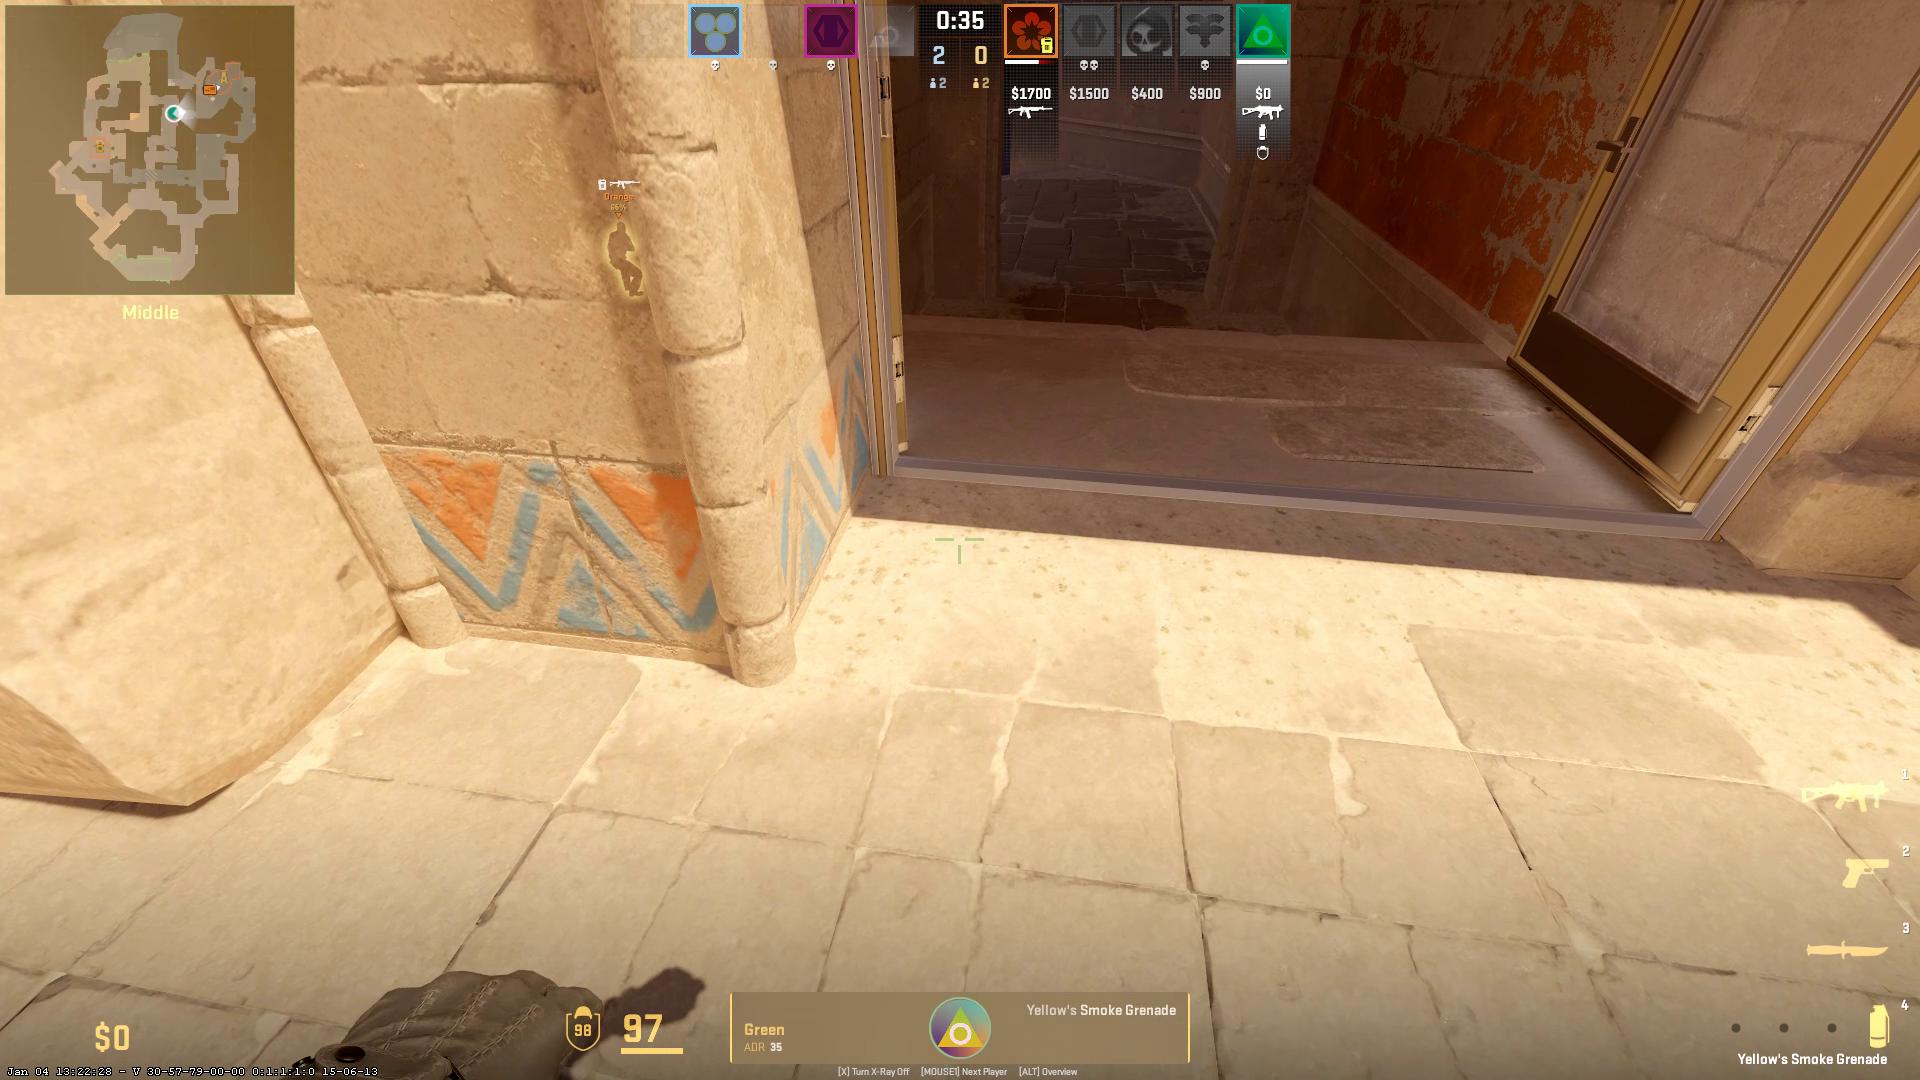 0:35
2 0
2 2
$1700 $1500 $400 $900 $0
A
B
Middle
Orange
66%
1
2
3
4
$0
98
97
Green
ADR 35
Yellow's Smoke Grenade
Yellow's Smoke Grenade
[X] Turn X-Ray Off [MOUSE1] Next Player [ALT] Overview
Jan 04 13:22:28 - V 30-57-79-00-00 0:1:1:1:0 15-06-13